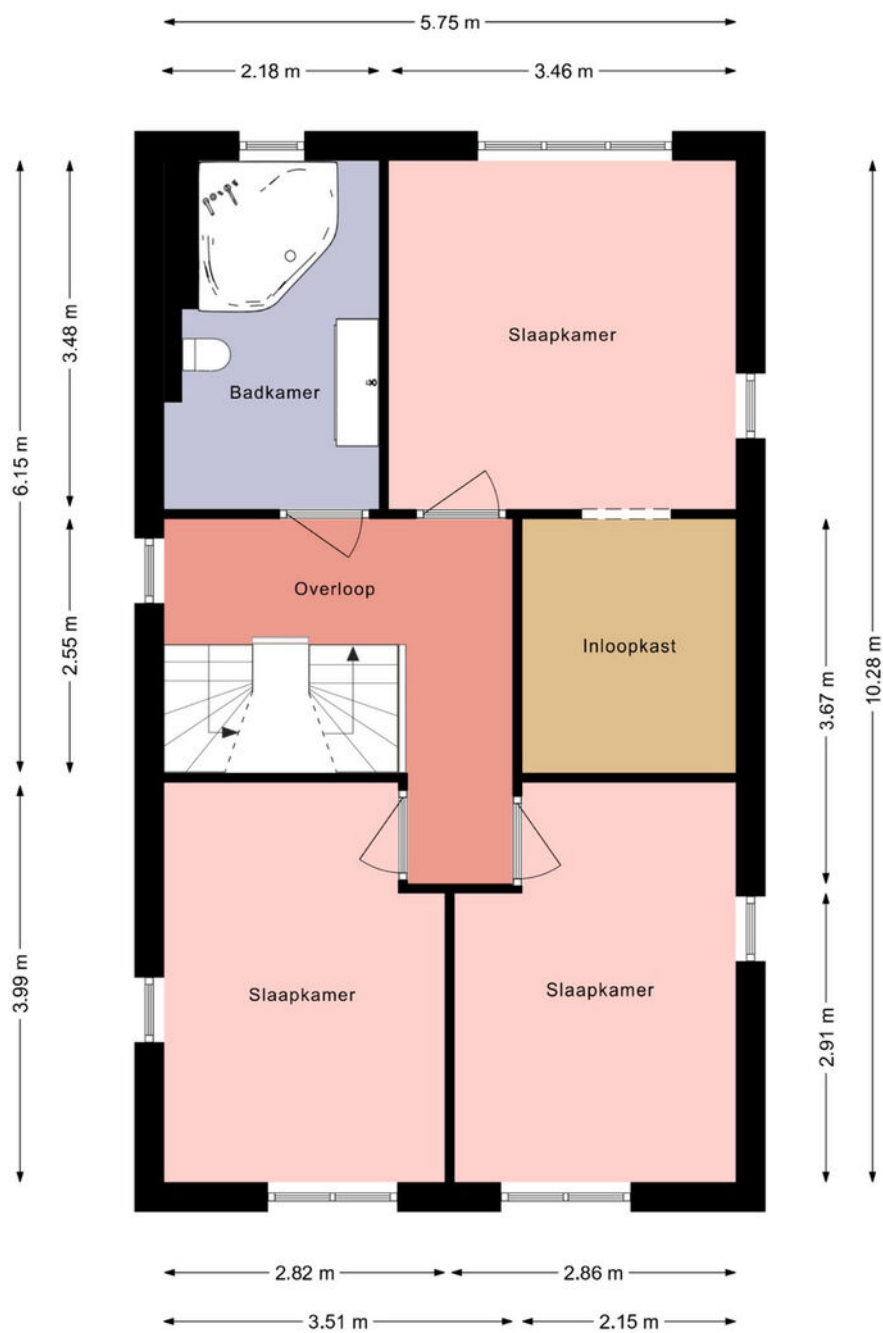 5.75 m
2.18 m
3.46 m
3.48 m
6.15 m
Slaapkamer
Badkamer
Overloop
Inloopkast
2.55 m
3.67 m
10.28 m
3.99 m
Slaapkamer
Slaapkamer
2.91 m
2.82 m
2.86 m
3.51 m
2.15 m